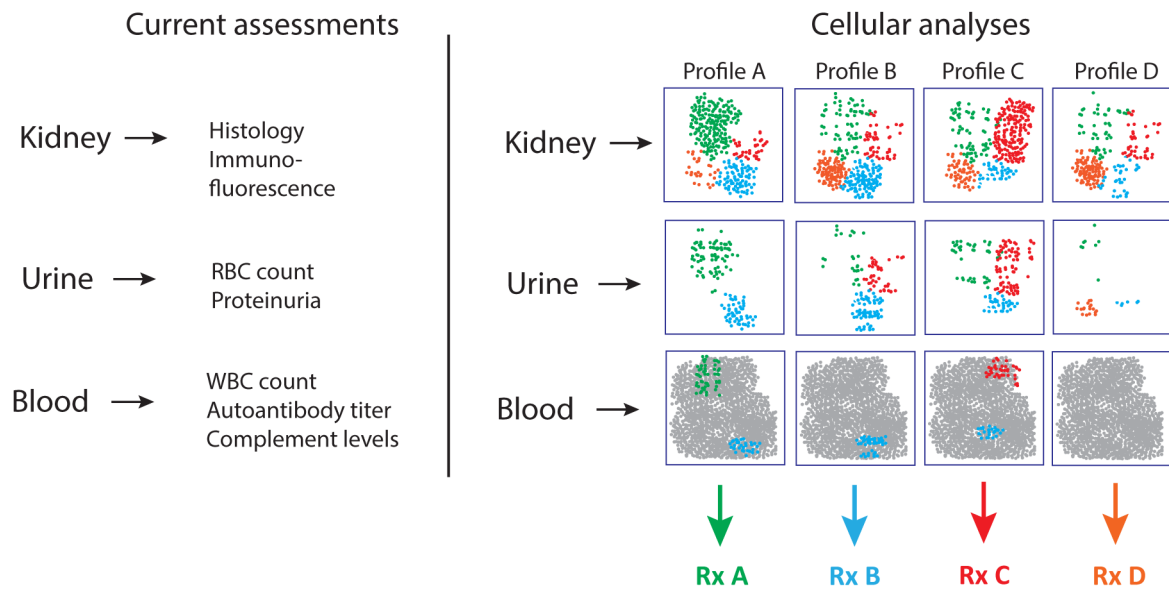 Current assessments
Kidney
Histology
Immuno-
fluorescence
Urine
RBC count
Proteinuria
Blood
WBC count
Autoantibody titer
Complement levels
Cellular analyses
Profile A
Profile B
Profile C
Profile D
Kidney
Urine
Blood
Rx A
Rx B
Rx C
Rx D